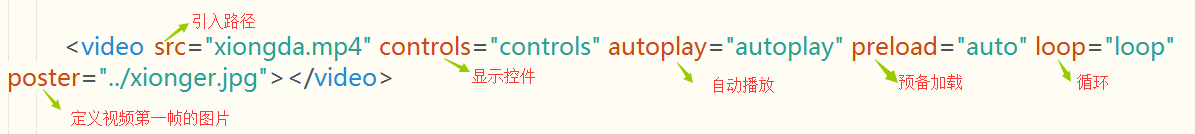 引入路径
<video src="xiongda.mp4" controls="controls" autoplay="autoplay" preload="auto" loop="loop"
poster="../xionger.jpg"></video>
显示控件
自动播放
预备加载
循环
定义视频第一帧的图片